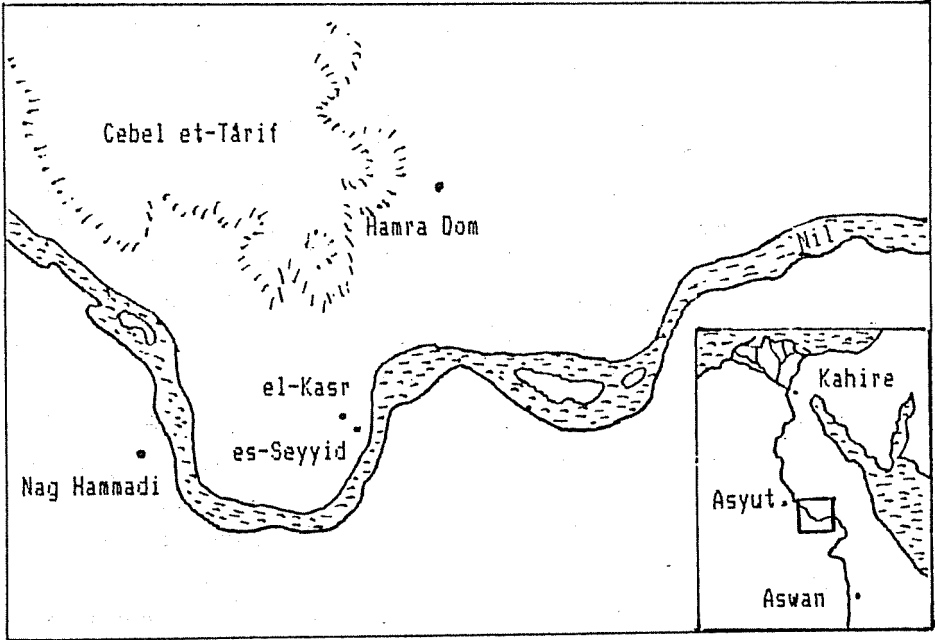 Cebel et-Târif
Hamra Dom
Nil
el-Kasr
es-Seyyid
Nag Hammadi
Kahire
Asyut
Aswan